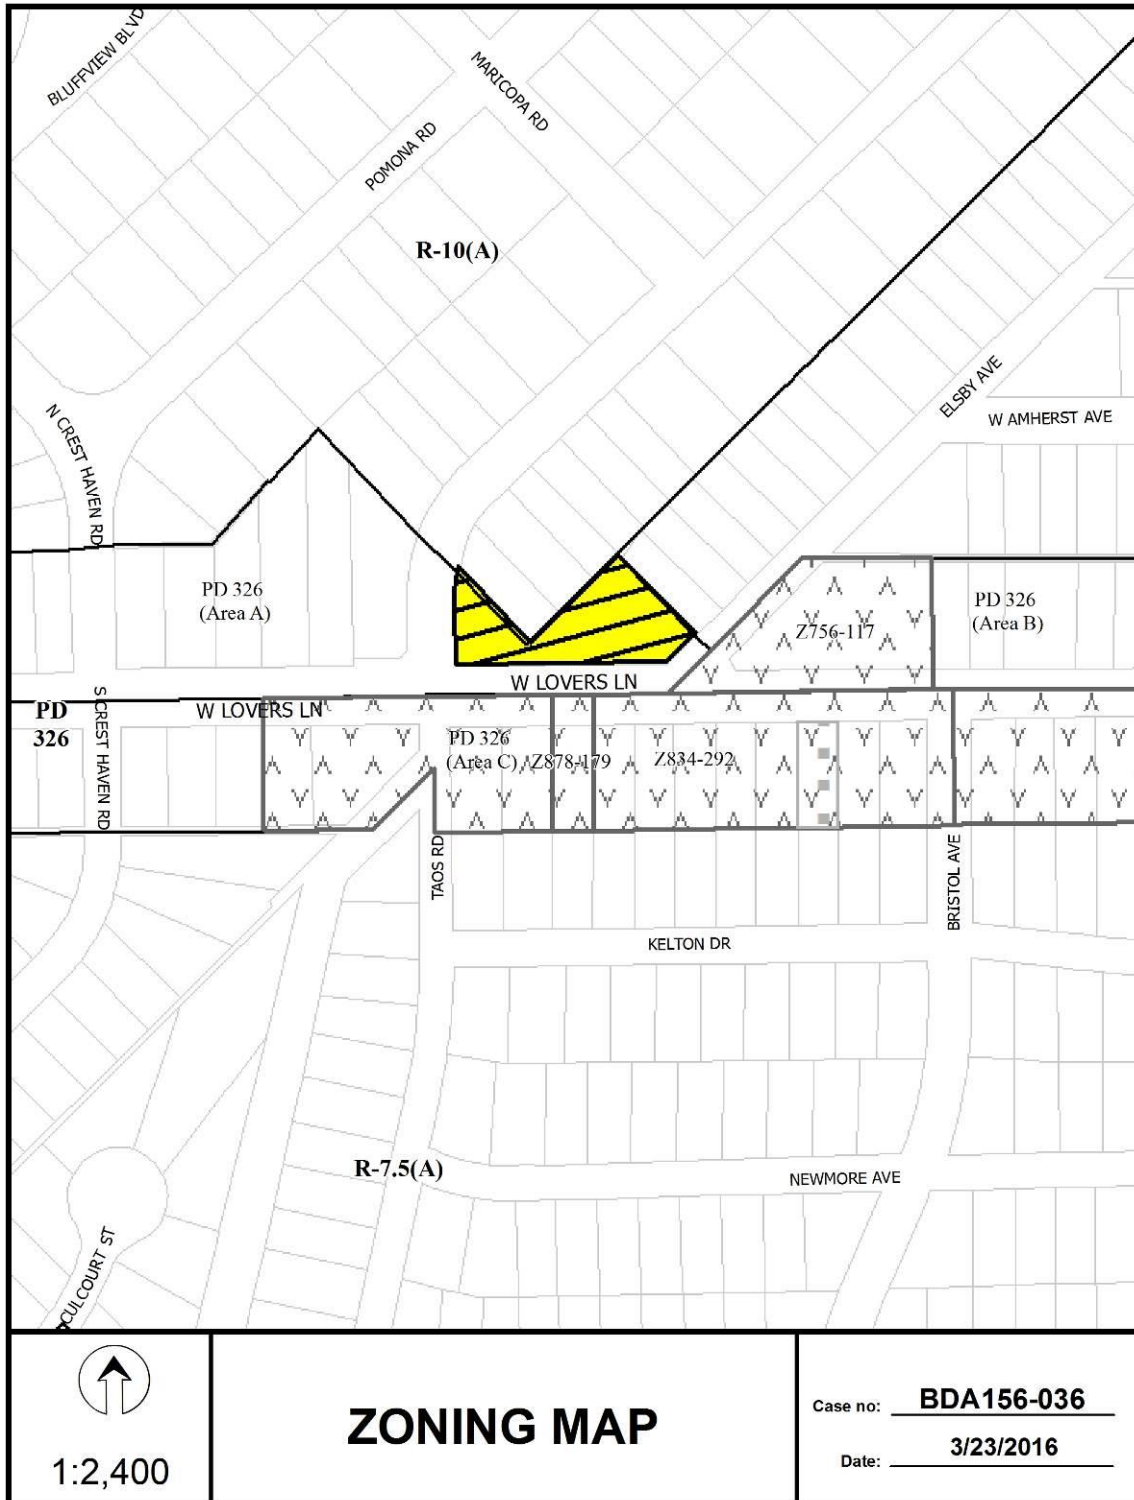 BLUFFVIEW BLVD
MARICOPA RD
POMONA RD
R-10(A)
ELSBY AVE
W AMHERST AVE
N CREST HAVEN RD
PD 326
(Area A)
PD 326
(Area B)
Z756-117
W LOVERS LN
W LOVERS LN
PD
326
S CREST HAVEN RD
PD 326
(Area C)
Z878-179
Z834-292
TAOS RD
BRISTOL AVE
KELTON DR
R-7.5(A)
NEWMORE AVE
CULCOURT ST
1:2,400
ZONING MAP
Case no: BDA156-036
Date: 3/23/2016